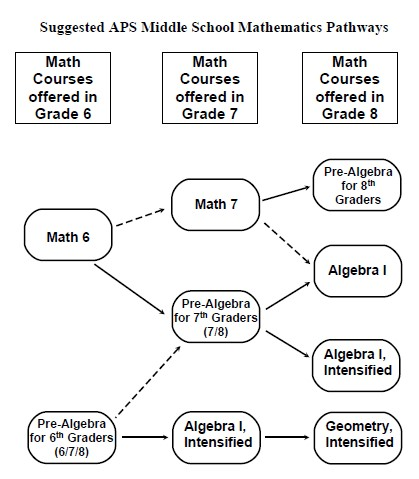 Suggested APS Middle School Mathematics Pathways
Math
Courses
offered in
Grade 6
Math
Courses
offered in
Grade 7
Math
Courses
offered in
Grade 8
Math 6
Math 7
Pre-Algebra
for 8th
Graders
Algebra I
Pre-Algebra
for 7th Graders
(7/8)
Algebra I,
Intensified
Pre-Algebra
for 6th Graders
(6/7/8)
Algebra I,
Intensified
Geometry,
Intensified